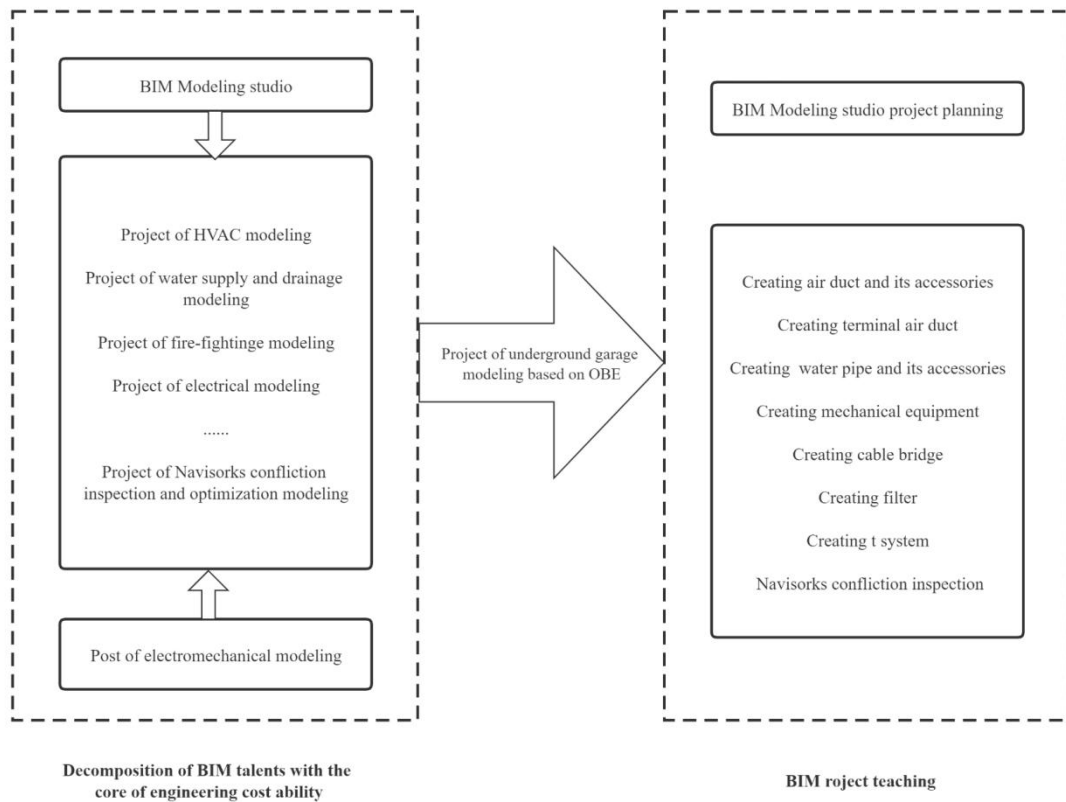 BIM Modeling studio
Project of HVAC modeling
Project of water supply and drainage
modeling
Project of fire-fightinge modeling
Project of electrical modeling
......
Project of Navisorks confliction
inspection and optimization modeling
Post of electromechanical modeling
Decomposition of BIM talents with the
core of engineering cost ability
Project of underground garage
modeling based on OBE
BIM Modeling studio project planning
Creating air duct and its accessories
Creating terminal air duct
Creating water pipe and its accessories
Creating mechanical equipment
Creating cable bridge
Creating filter
Creating t system
Navisorks confliction inspection
BIM roject teaching